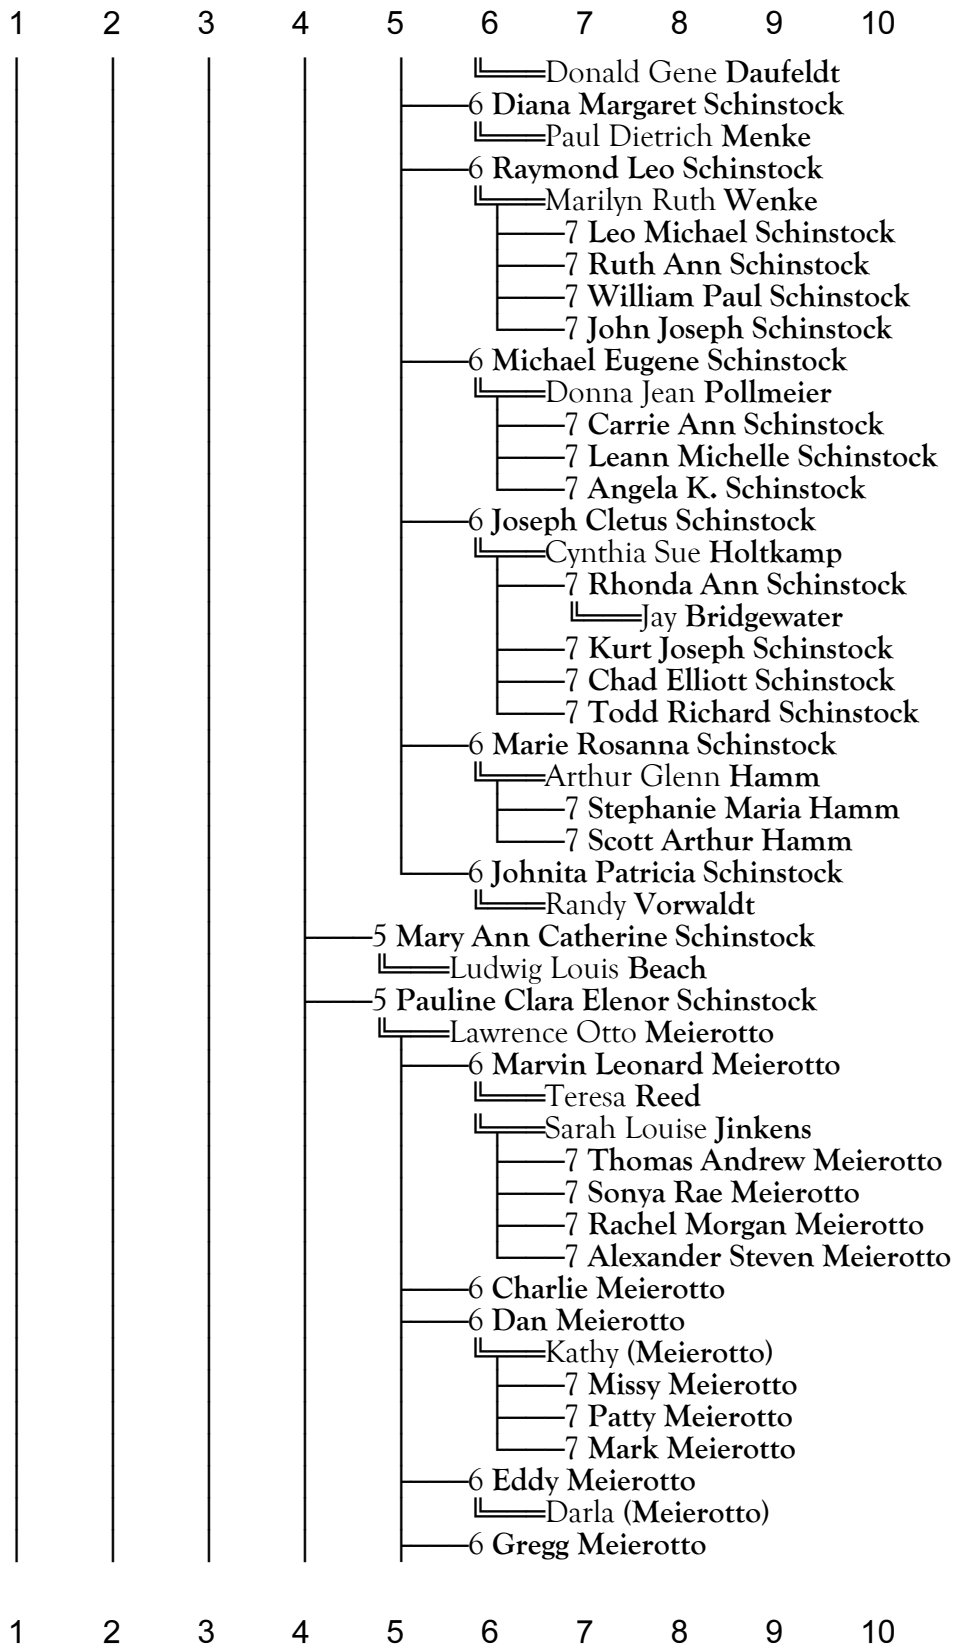 1 2 3 4 5 6 7 8 9 10
Donald Gene Daufeldt
6 Diana Margaret Schinstock
Paul Dietrich Menke
6 Raymond Leo Schinstock
Marilyn Ruth Wenke
7 Leo Michael Schinstock
7 Ruth Ann Schinstock
7 William Paul Schinstock
7 John Joseph Schinstock
6 Michael Eugene Schinstock
Donna Jean Pollmeier
7 Carrie Ann Schinstock
7 Leann Michelle Schinstock
7 Angela K. Schinstock
6 Joseph Cletus Schinstock
Cynthia Sue Holtkamp
7 Rhonda Ann Schinstock
Jay Bridgewater
7 Kurt Joseph Schinstock
7 Chad Elliott Schinstock
7 Todd Richard Schinstock
6 Marie Rosanna Schinstock
Arthur Glenn Hamm
7 Stephanie Maria Hamm
7 Scott Arthur Hamm
6 Johnita Patricia Schinstock
Randy Vorwaldt
5 Mary Ann Catherine Schinstock
Ludwig Louis Beach
5 Pauline Clara Elenor Schinstock
Lawrence Otto Meierotto
6 Marvin Leonard Meierotto
Teresa Reed
Sarah Louise Jinkens
7 Thomas Andrew Meierotto
7 Sonya Rae Meierotto
7 Rachel Morgan Meierotto
7 Alexander Steven Meierotto
6 Charlie Meierotto
6 Dan Meierotto
Kathy (Meierotto)
7 Missy Meierotto
7 Patty Meierotto
7 Mark Meierotto
6 Eddy Meierotto
Darla (Meierotto)
6 Gregg Meierotto
1 2 3 4 5 6 7 8 9 10